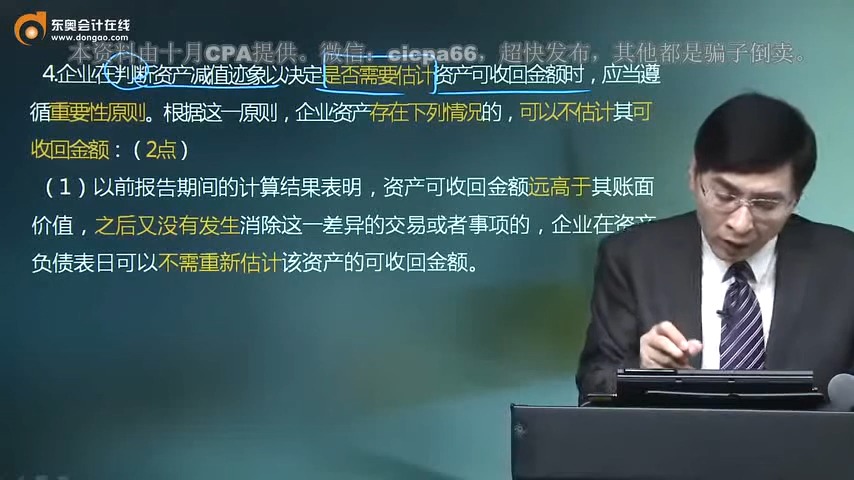 东奥会计在线
www.dongao.com
本资料由十月CPA提供。微信：cicpa66，超快发布，其他都是骗子倒卖。
4.企业在判断资产减值迹象以决定是否需要估计资产可收回金额时，应当遵
循重要性原则。根据这一原则，企业资产存在下列情况的，可以不估计其可
收回金额：（2点）
（1）以前报告期间的计算结果表明，资产可收回金额远高于其账面
价值，之后又没有发生消除这一差异的交易或者事项的，企业在资产
负债表日可以不需重新估计该资产的可收回金额。